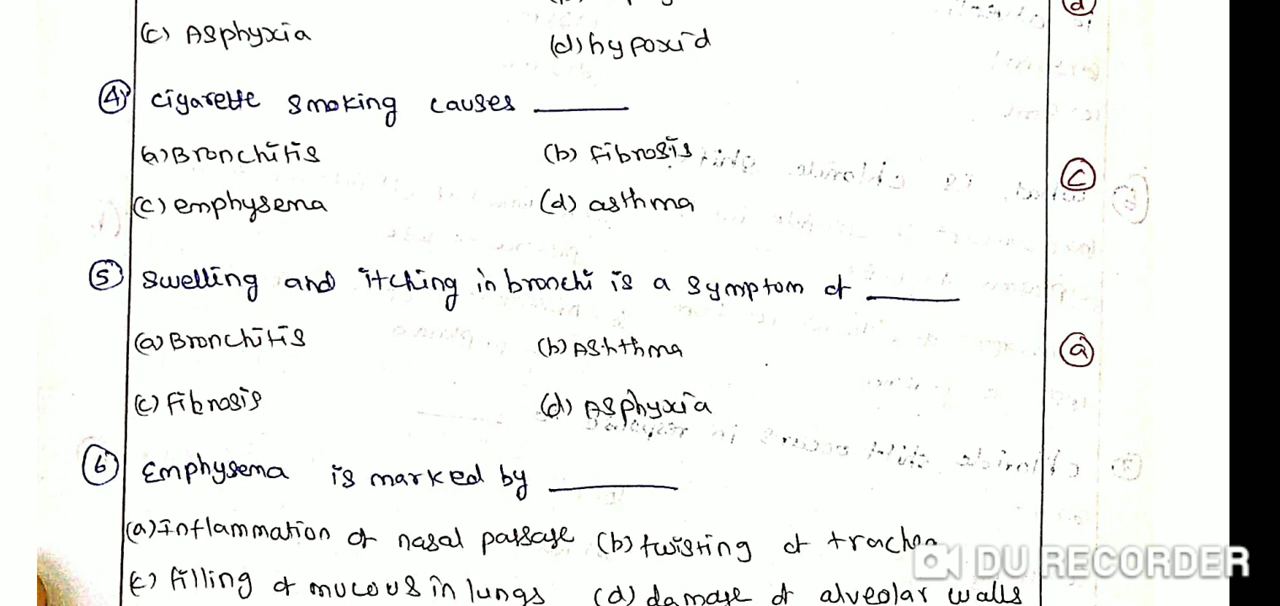 (c) Asphyxia (d) hypoxid
(d)
④ Cigarette smoking causes ______
(a) Bronchitis (b) Fibrosis
(c) emphysema (d) asthma
(c)
⑤ Swelling and itching in bronchi is a symptom of ______
(a) Bronchitis (b) Ashthma
(a)
(c) Fibrosis (d) Asphyxia
⑥ Emphysema is marked by ______
(a) Inflammation of nasal passage (b) twisting of trachea
DU RECORDER
(c) filling of mucous in lungs (d) damage of alveolar walls